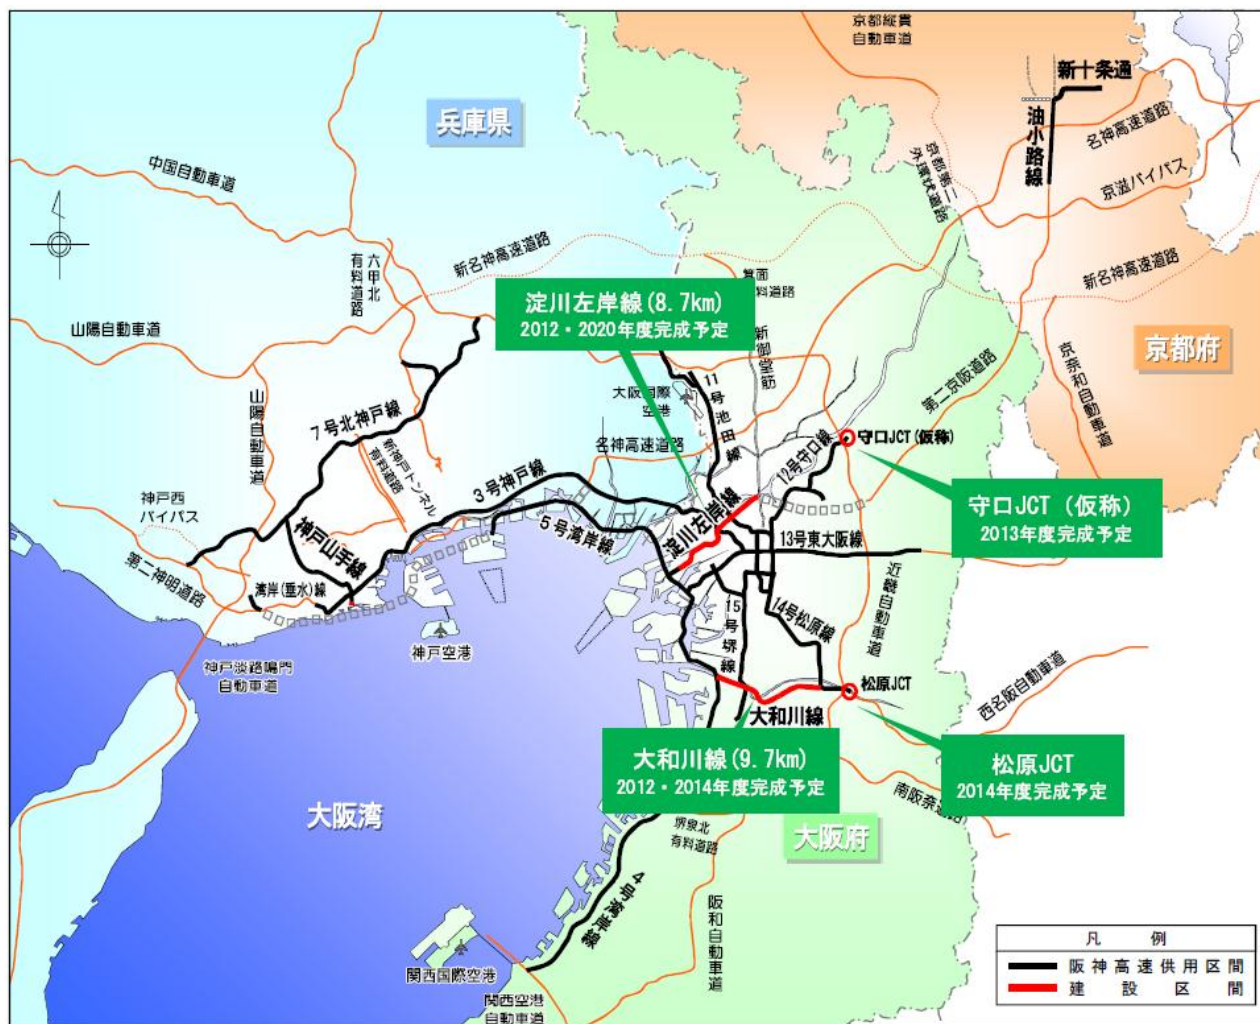 京都縦貫
自動車道
新十条通
兵庫県
油小路線
名神高速道路
中国自動車道
京都第二
外環状道路
京滋バイパス
六甲北
有料道路
新名神高速道路
新名神高速道路
箕面
料道路
淀川左岸線(8.7km)
2012・2020年度完成予定
山陽自動車道
新御堂筋
京都府
京奈和自動車道
第二京阪道路
大阪国際
空港
11号池田線
山陽自動車道
7号北神戸線
新神戸トンネル
有料道路
名神高速道路
12号守口線
守口JCT(仮称)
3号神戸線
神戸西
バイパス
守口JCT (仮称)
2013年度完成予定
5号湾岸線
淀川左岸線
13号東大阪線
神戸山手線
第二神明道路
湾岸(垂水)線
近畿自動車道
15号堺線
14号松原線
神戸空港
神戸淡路鳴門
自動車道
松原JCT
西名阪自動車道
大和川線
大和川線(9.7km)
2012・2014年度完成予定
松原JCT
2014年度完成予定
南阪奈道路
大阪湾
堺泉北
有料道路
大阪府
4号湾岸線
阪和自動車道
関西国際空港
関西空港
自動車道
凡 例
阪神高速供用区間
建設区間